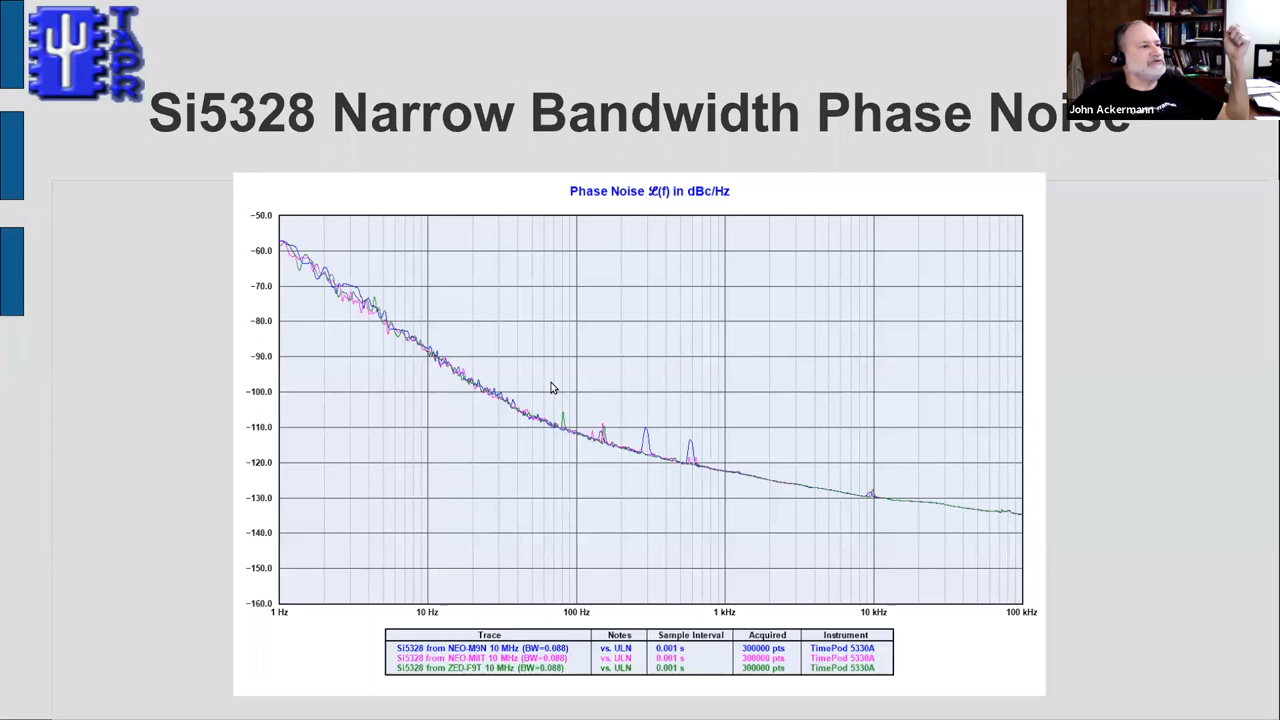 TAPR
John Ackermann
Si5328 Narrow Bandwidth Phase Noise
Phase Noise ℒ(f) in dBc/Hz
−50.0
−60.0
−70.0
−80.0
−90.0
−100.0
−110.0
−120.0
−130.0
−140.0
−150.0
−160.0
1 Hz 10 Hz 100 Hz 1 kHz 10 kHz 100 kHz
Trace Notes Sample Interval Acquired Instrument
Si5328 from NEO-M9N 10 MHz (BW=0.088) vs. ULN 0.001 s 300000 pts TimePod 5330A
Si5328 from NEO-M8T 10 MHz (BW=0.088) vs. ULN 0.001 s 300000 pts TimePod 5330A
Si5328 from ZED-F9T 10 MHz (BW=0.088) vs. ULN 0.001 s 300000 pts TimePod 5330A